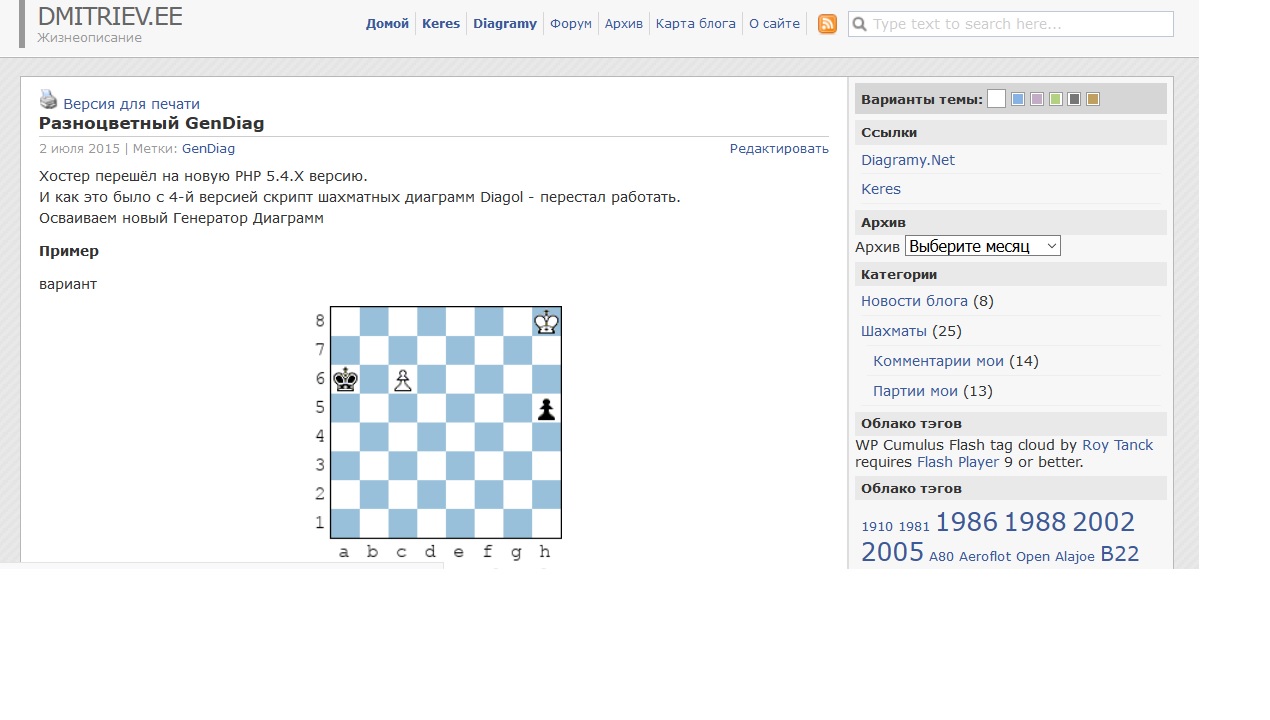 DMITRIEV.EE
Жизнеописание
Домой Keres Diagramy Форум Архив Карта блога О сайте
Type text to search here...
Версия для печати
Разноцветный GenDiag
2 июля 2015 | Метки: GenDiag Редактировать
Хостер перешёл на новую PHP 5.4.X версию.
И как это было с 4-й версией скрипт шахматных диаграмм Diagol - перестал работать.
Осваиваем новый Генератор Диаграмм
Пример
вариант
8
7
6
5
4
3
2
1
a b c d e f g h
Варианты темы:
Ссылки
Diagramy.Net
Keres
Архив
Архив Выберите месяц
Категории
Новости блога (8)
Шахматы (25)
Комментарии мои (14)
Партии мои (13)
Облако тэгов
WP Cumulus Flash tag cloud by Roy Tanck
requires Flash Player 9 or better.
Облако тэгов
1910 1981 1986 1988 2002
2005 A80 Aeroflot Open Alajoe B22